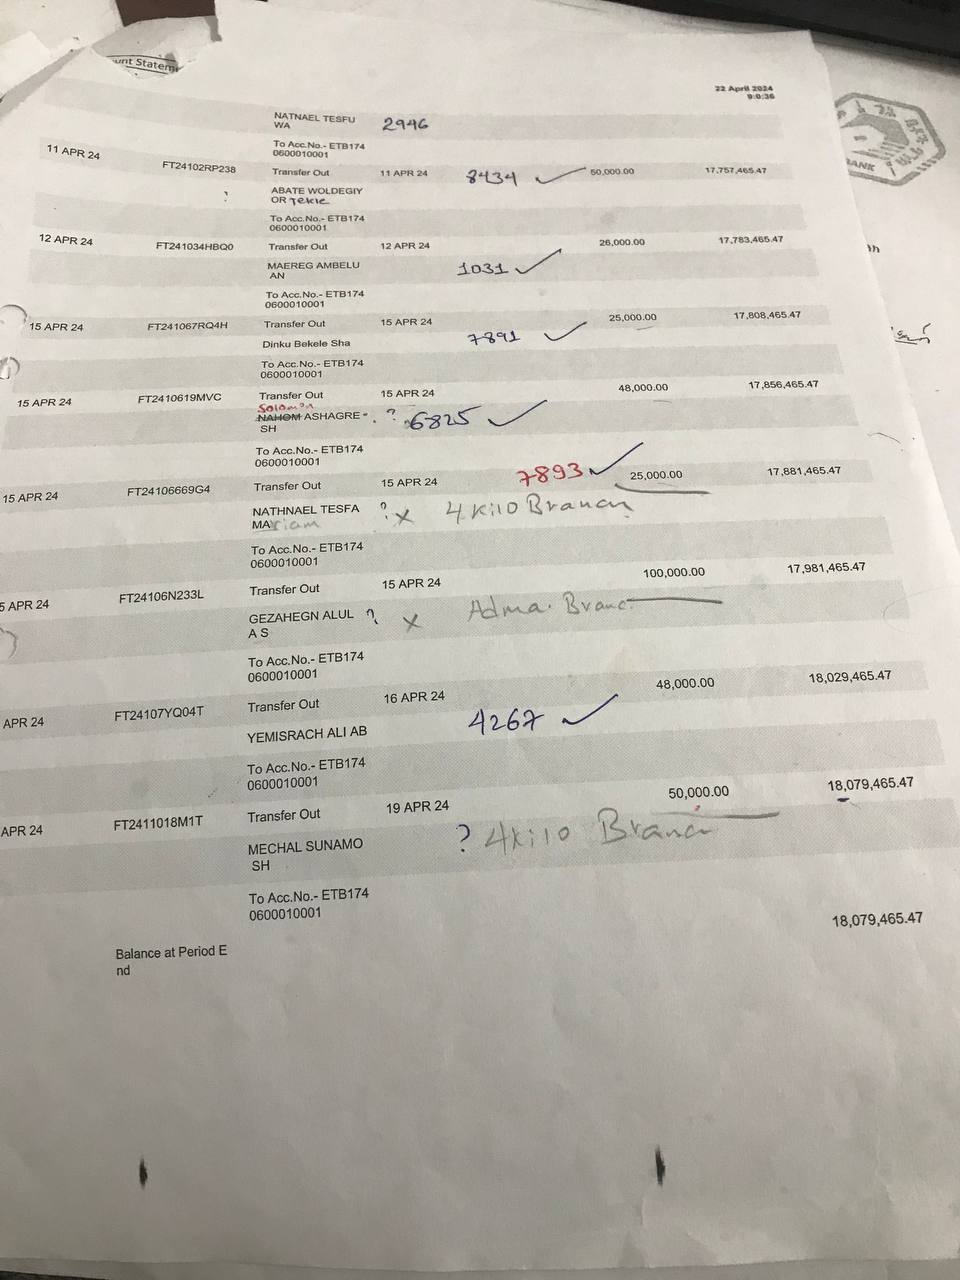 unt Statem
22 April 2024
9:0:36
NATNAEL TESFU 2946
WA
To Acc.No.- ETB174
0600010001
11 APR 24 FT24102RP238 Transfer Out 11 APR 24 8434 50,000.00 17,757,465.47
? ABATE WOLDEGIY
OR Tekie
To Acc.No.- ETB174
0600010001
12 APR 24 FT241034HBQ0 Transfer Out 12 APR 24 26,000.00 17,783,465.47
MAEREG AMBELU 1031
AN
To Acc.No.- ETB174
0600010001
15 APR 24 FT241067RQ4H Transfer Out 15 APR 24 25,000.00 17,808,465.47
Dinku Bekele Sha 7891
To Acc.No.- ETB174
0600010001
15 APR 24 FT2410619MVC Transfer Out 15 APR 24 48,000.00 17,856,465.47
Solomon
NAHOM ASHAGRE ? 6825
SH
To Acc.No.- ETB174
0600010001
15 APR 24 FT24106669G4 Transfer Out 15 APR 24 7893 25,000.00 17,881,465.47
NATHNAEL TESFA ? x 4 Kilo Branch
MAriam
To Acc.No.- ETB174
0600010001
5 APR 24 FT24106N233L Transfer Out 15 APR 24 100,000.00 17,981,465.47
GEZAHEGN ALUL ? x Adma. Branc
A S
To Acc.No.- ETB174
0600010001
APR 24 FT24107YQ04T Transfer Out 16 APR 24 48,000.00 18,029,465.47
YEMISRACH ALI AB 4267
To Acc.No.- ETB174
0600010001
APR 24 FT2411018M1T Transfer Out 19 APR 24 50,000.00 18,079,465.47
MECHAL SUNAMO ? 4kilo Branch
SH
To Acc.No.- ETB174
0600010001
18,079,465.47
Balance at Period E
nd
ANK